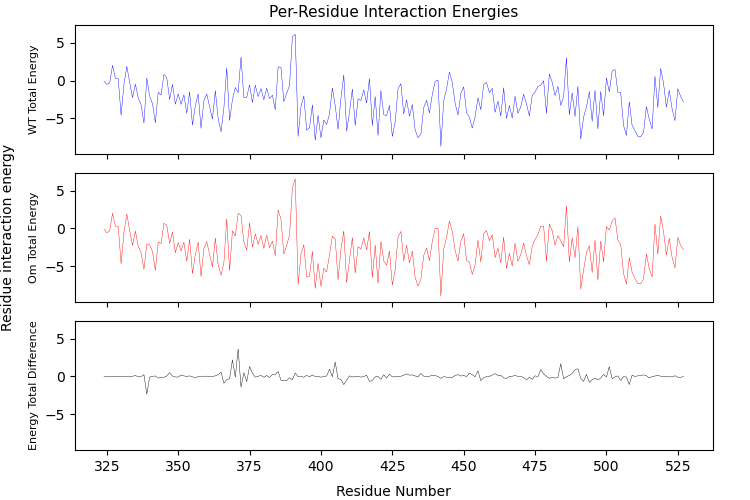 Per-Residue Interaction Energies
Residue interaction energy
WT Total Energy
5
0
−5
Om Total Energy
5
0
−5
Energy Total Difference
5
0
−5
325 350 375 400 425 450 475 500 525
Residue Number